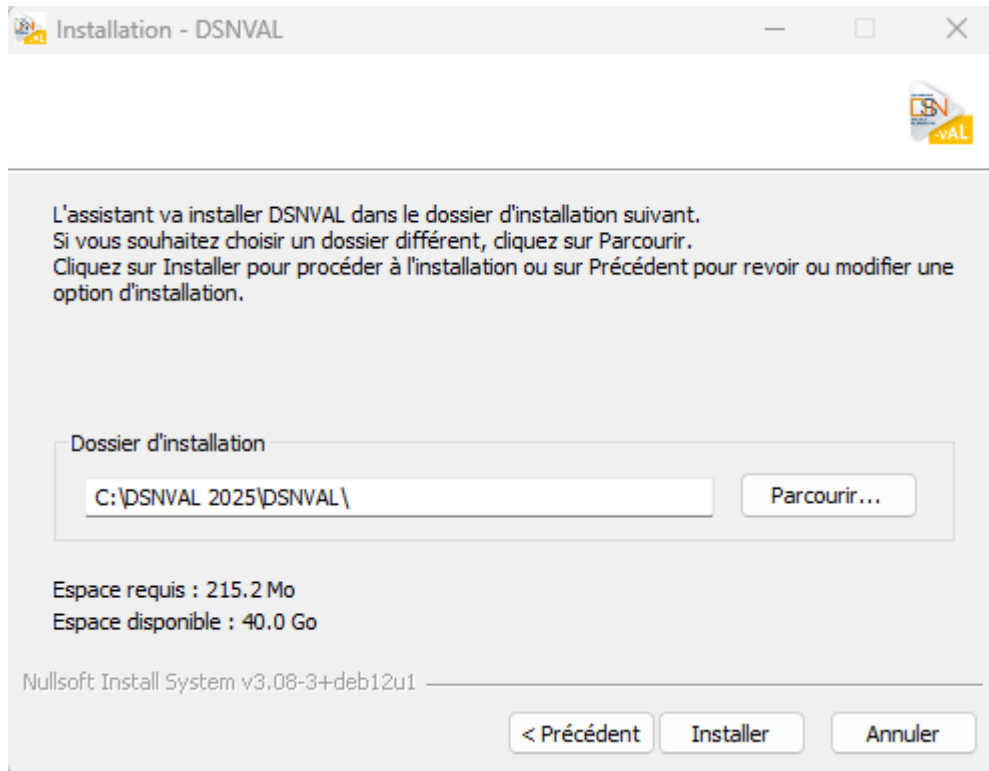 Installation - DSNVAL
DSN
-VAL
L'assistant va installer DSNVAL dans le dossier d'installation suivant.
Si vous souhaitez choisir un dossier différent, cliquez sur Parcourir.
Cliquez sur Installer pour procéder à l'installation ou sur Précédent pour revoir ou modifier une
option d'installation.
Dossier d'installation
C:\DSNVAL 2025\DSNVAL\
Parcourir...
Espace requis : 215.2 Mo
Espace disponible : 40.0 Go
Nullsoft Install System v3.08-3+deb12u1
< Précédent
Installer
Annuler